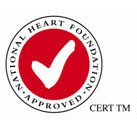 · NATIONAL HEART FOUNDATION ·
APPROVED
CERT TM